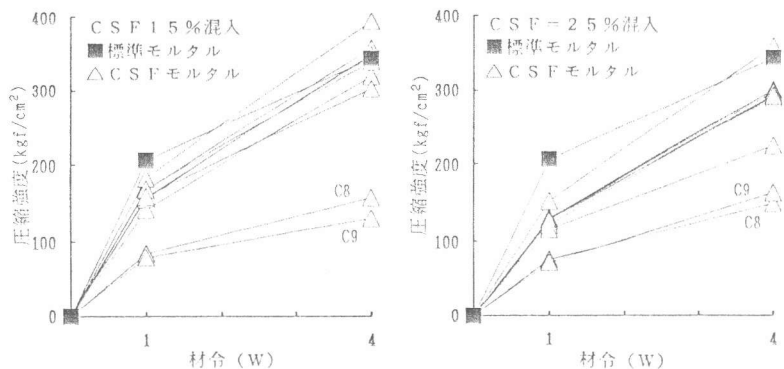 CSF15%混入
■標準モルタル
△CSFモルタル
圧縮強度(kgf/cm²)
400
300
200
100
0
C8
C9
1
4
材令(W)
CSF=25%混入
■標準モルタル
△CSFモルタル
圧縮強度(kgf/cm²)
400
300
200
100
0
C9
C8
1
4
材令(W)